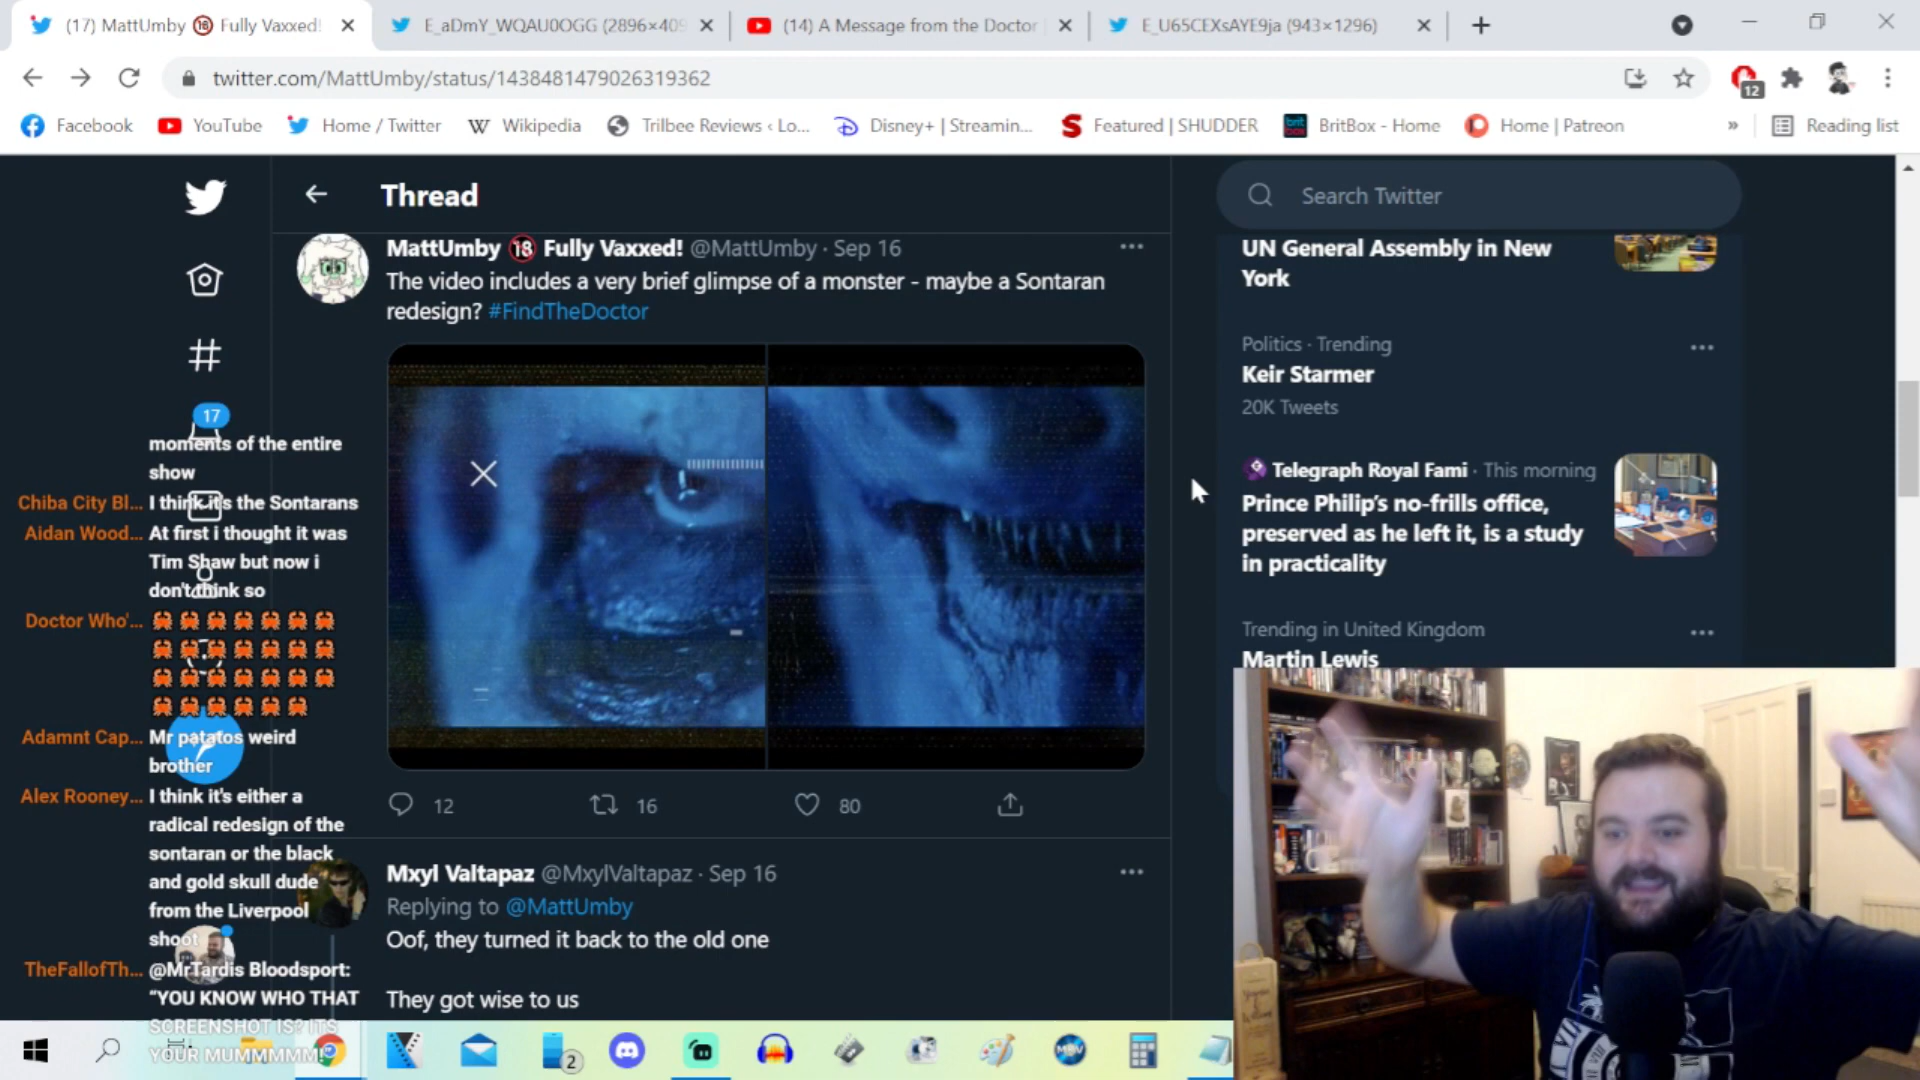 (17) MattUmby 🔞 Fully Vaxxed!
E_aDmY_WQAU0OGG (2896×409
(14) A Message from the Doctor
E_U65CEXsAYE9ja (943×1296)
twitter.com/MattUmby/status/1438481479026319362
12
Facebook
YouTube
Home / Twitter
Wikipedia
Trilbee Reviews ‹ Lo...
Disney+ | Streamin...
Featured | SHUDDER
BritBox - Home
Home | Patreon
»
Reading list
Thread
Search Twitter
MattUmby 🔞 Fully Vaxxed! @MattUmby · Sep 16
The video includes a very brief glimpse of a monster - maybe a Sontaran
redesign? #FindTheDoctor
12
16
80
Mxyl Valtapaz @MxylValtapaz · Sep 16
Replying to @MattUmby
Oof, they turned it back to the old one
They got wise to us
UN General Assembly in New
York
Politics · Trending
Keir Starmer
20K Tweets
Telegraph Royal Fami · This morning
Prince Philip's no-frills office,
preserved as he left it, is a study
in practicality
Trending in United Kingdom
Martin Lewis
17
moments of the entire
show
Chiba City Bl... I think it's the Sontarans
Aidan Wood... At first i thought it was
Tim Shaw but now i
don't think so
Doctor Who'... 🦀🦀🦀🦀🦀🦀🦀
🦀🦀🦀🦀🦀🦀🦀
🦀🦀🦀🦀🦀🦀🦀
🦀🦀🦀🦀🦀🦀
Adamnt Cap... Mr patatos weird
brother
Alex Rooney... I think it's either a
radical redesign of the
sontaran or the black
and gold skull dude
from the Liverpool
shoot
TheFallofTh... @MrTardis Bloodsport:
“YOU KNOW WHO THAT
SCREENSHOT IS? ITS
YOUR MUMMMMM!
2